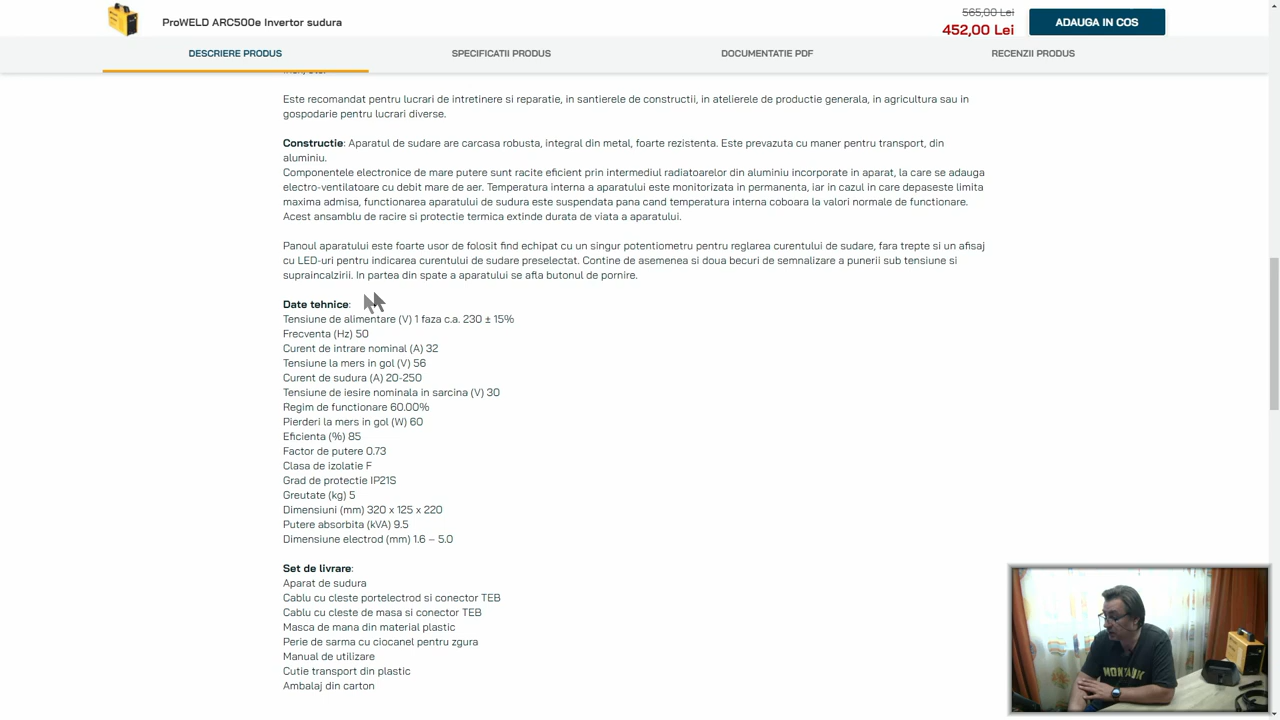 ProWELD ARC500e Invertor sudura
565,00 Lei
452,00 Lei
ADAUGA IN COS
DESCRIERE PRODUS
SPECIFICATII PRODUS
DOCUMENTATIE PDF
RECENZII PRODUS
Este recomandat pentru lucrari de intretinere si reparatie, in santierele de constructii, in atelierele de productie generala, in agricultura sau in
gospodarie pentru lucrari diverse.
Constructie: Aparatul de sudare are carcasa robusta, integral din metal, foarte rezistenta. Este prevazuta cu maner pentru transport, din
aluminiu.
Componentele electronice de mare putere sunt racite eficient prin intermediul radiatoarelor din aluminiu incorporate in aparat, la care se adauga
electro-ventilatoare cu debit mare de aer. Temperatura interna a aparatului este monitorizata in permanenta, iar in cazul in care depaseste limita
maxima admisa, functionarea aparatului de sudura este suspendata pana cand temperatura interna coboara la valori normale de functionare.
Acest ansamblu de racire si protectie termica extinde durata de viata a aparatului.
Panoul aparatului este foarte usor de folosit find echipat cu un singur potentiometru pentru reglarea curentului de sudare, fara trepte si un afisaj
cu LED-uri pentru indicarea curentului de sudare preselectat. Contine de asemenea si doua becuri de semnalizare a punerii sub tensiune si
supraincalzirii. In partea din spate a aparatului se afla butonul de pornire.
Date tehnice:
Tensiune de alimentare (V) 1 faza c.a. 230 ± 15%
Frecventa (Hz) 50
Curent de intrare nominal (A) 32
Tensiune la mers in gol (V) 56
Curent de sudura (A) 20-250
Tensiune de iesire nominala in sarcina (V) 30
Regim de functionare 60.00%
Pierderi la mers in gol (W) 60
Eficienta (%) 85
Factor de putere 0.73
Clasa de izolatie F
Grad de protectie IP21S
Greutate (kg) 5
Dimensiuni (mm) 320 x 125 x 220
Putere absorbita (kVA) 9.5
Dimensiune electrod (mm) 1.6 – 5.0
Set de livrare:
Aparat de sudura
Cablu cu cleste portelectrod si conector TEB
Cablu cu cleste de masa si conector TEB
Masca de mana din material plastic
Perie de sarma cu ciocanel pentru zgura
Manual de utilizare
Cutie transport din plastic
Ambalaj din carton